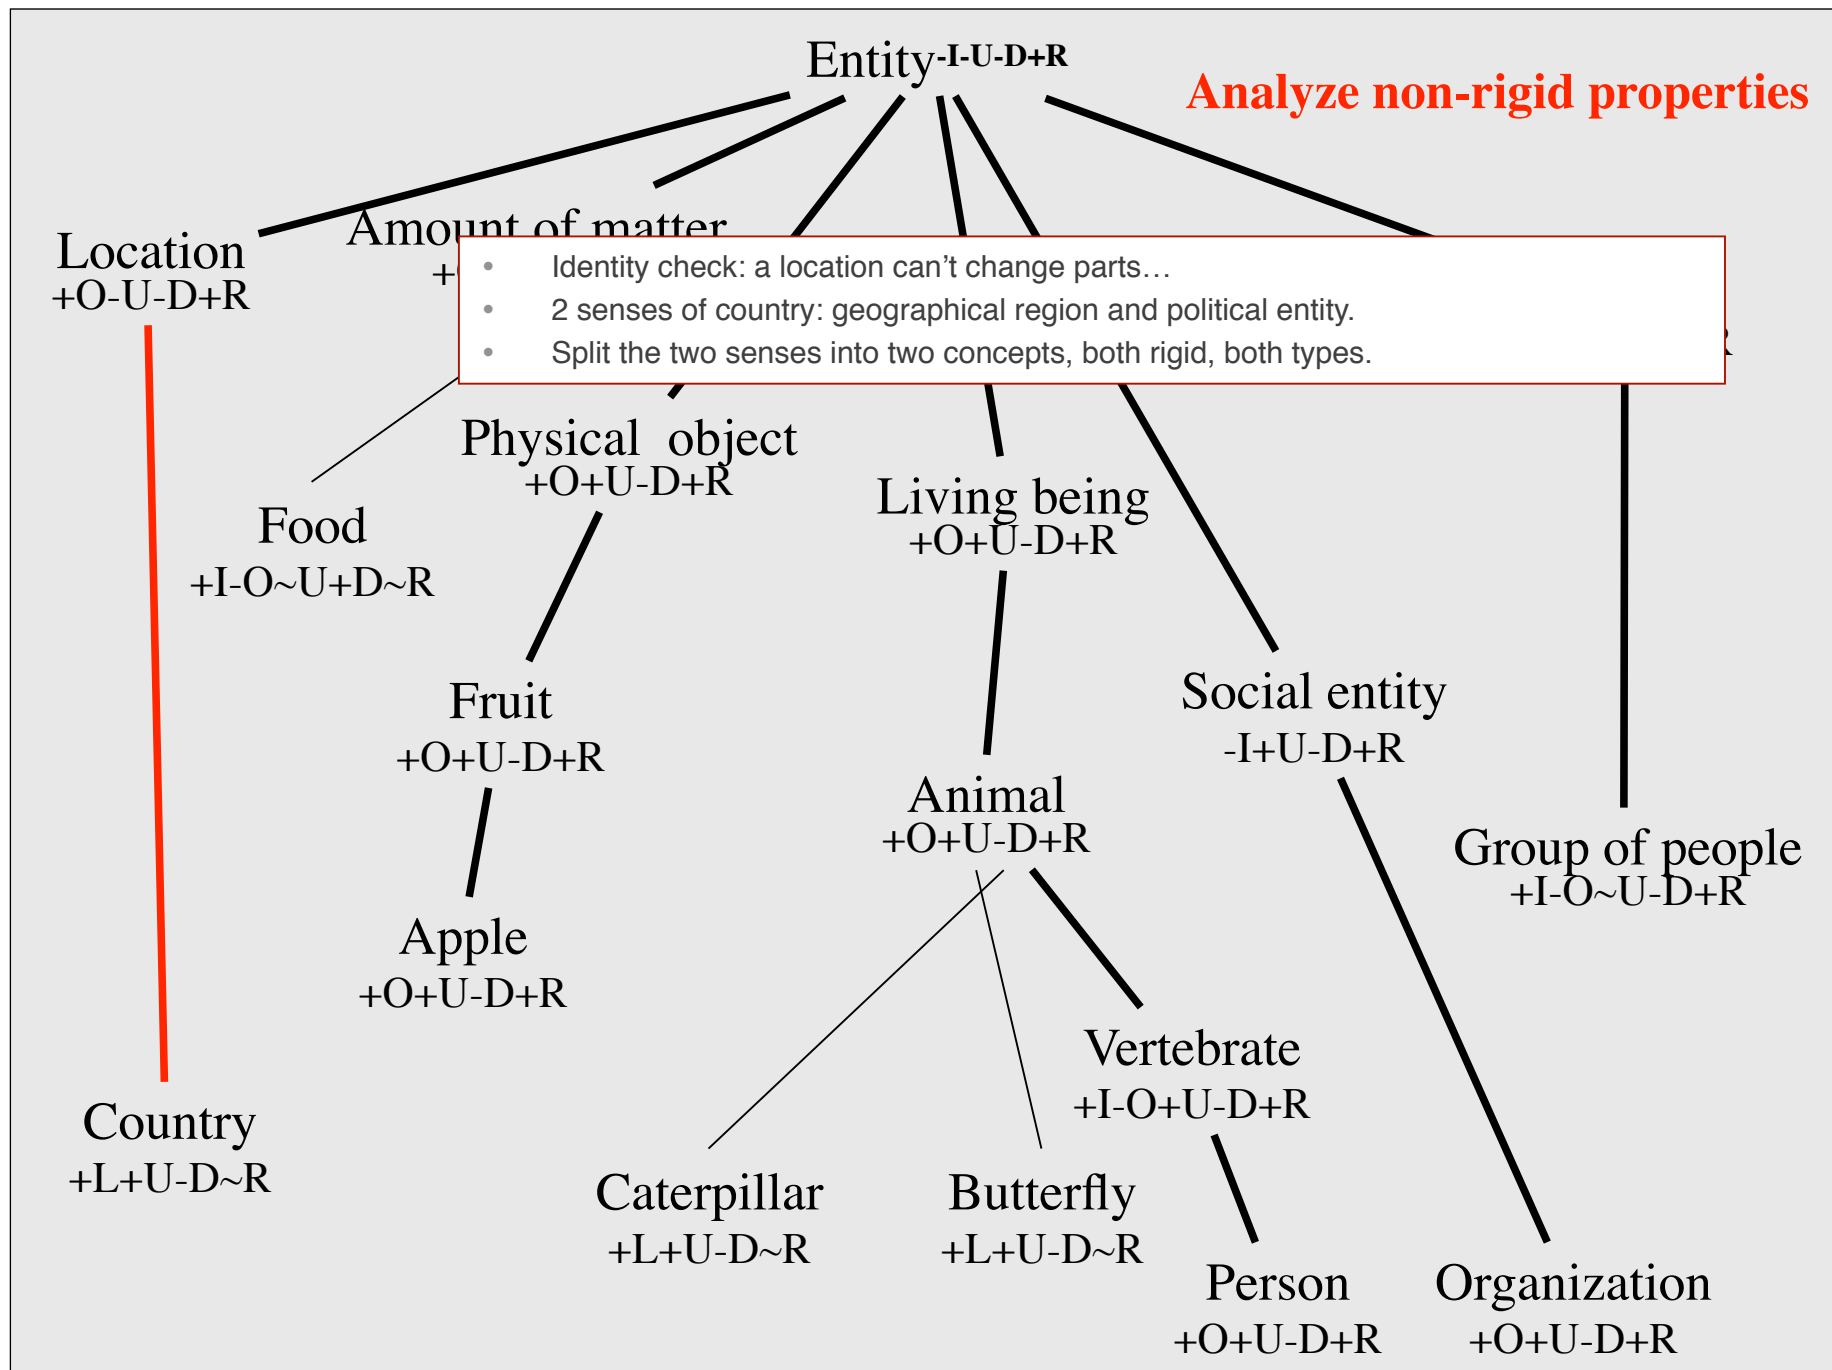 Entity-I-U-D+R
Analyze non-rigid properties
Location
+O-U-D+R
Amount of matter
• Identity check: a location can’t change parts…
• 2 senses of country: geographical region and political entity.
• Split the two senses into two concepts, both rigid, both types.
Physical object
+O+U-D+R
Food
+I-O~U+D~R
Living being
+O+U-D+R
Fruit
+O+U-D+R
Social entity
-I+U-D+R
Animal
+O+U-D+R
Group of people
+I-O~U-D+R
Apple
+O+U-D+R
Vertebrate
+I-O+U-D+R
Country
+L+U-D~R
Caterpillar
+L+U-D~R
Butterfly
+L+U-D~R
Person
+O+U-D+R
Organization
+O+U-D+R